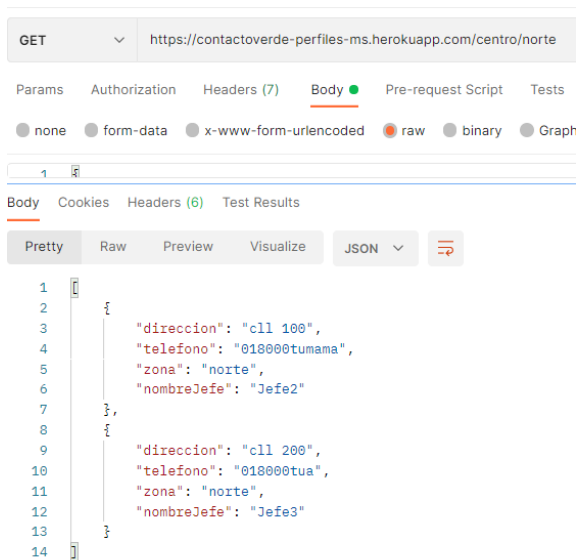 GET https://contactoverde-perfiles-ms.herokuapp.com/centro/norte
Params Authorization Headers (7) Body Pre-request Script Tests
none form-data x-www-form-urlencoded raw binary Graph
1 {
Body Cookies Headers (6) Test Results
Pretty Raw Preview Visualize JSON
1 [
2 {
3 "direccion": "cll 100",
4 "telefono": "018000tumama",
5 "zona": "norte",
6 "nombreJefe": "Jefe2"
7 },
8 {
9 "direccion": "cll 200",
10 "telefono": "018000tua",
11 "zona": "norte",
12 "nombreJefe": "Jefe3"
13 }
14 ]